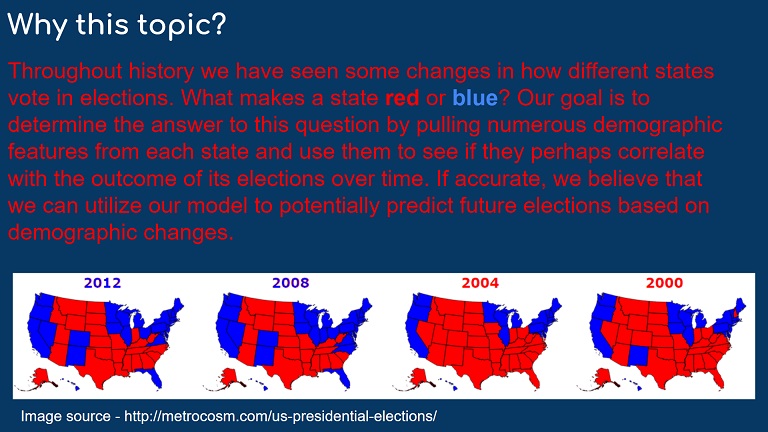 Why this topic?
Throughout history we have seen some changes in how different states
vote in elections. What makes a state red or blue? Our goal is to
determine the answer to this question by pulling numerous demographic
features from each state and use them to see if they perhaps correlate
with the outcome of its elections over time. If accurate, we believe that
we can utilize our model to potentially predict future elections based on
demographic changes.
2012 2008 2004 2000
Image source - http://metrocosm.com/us-presidential-elections/